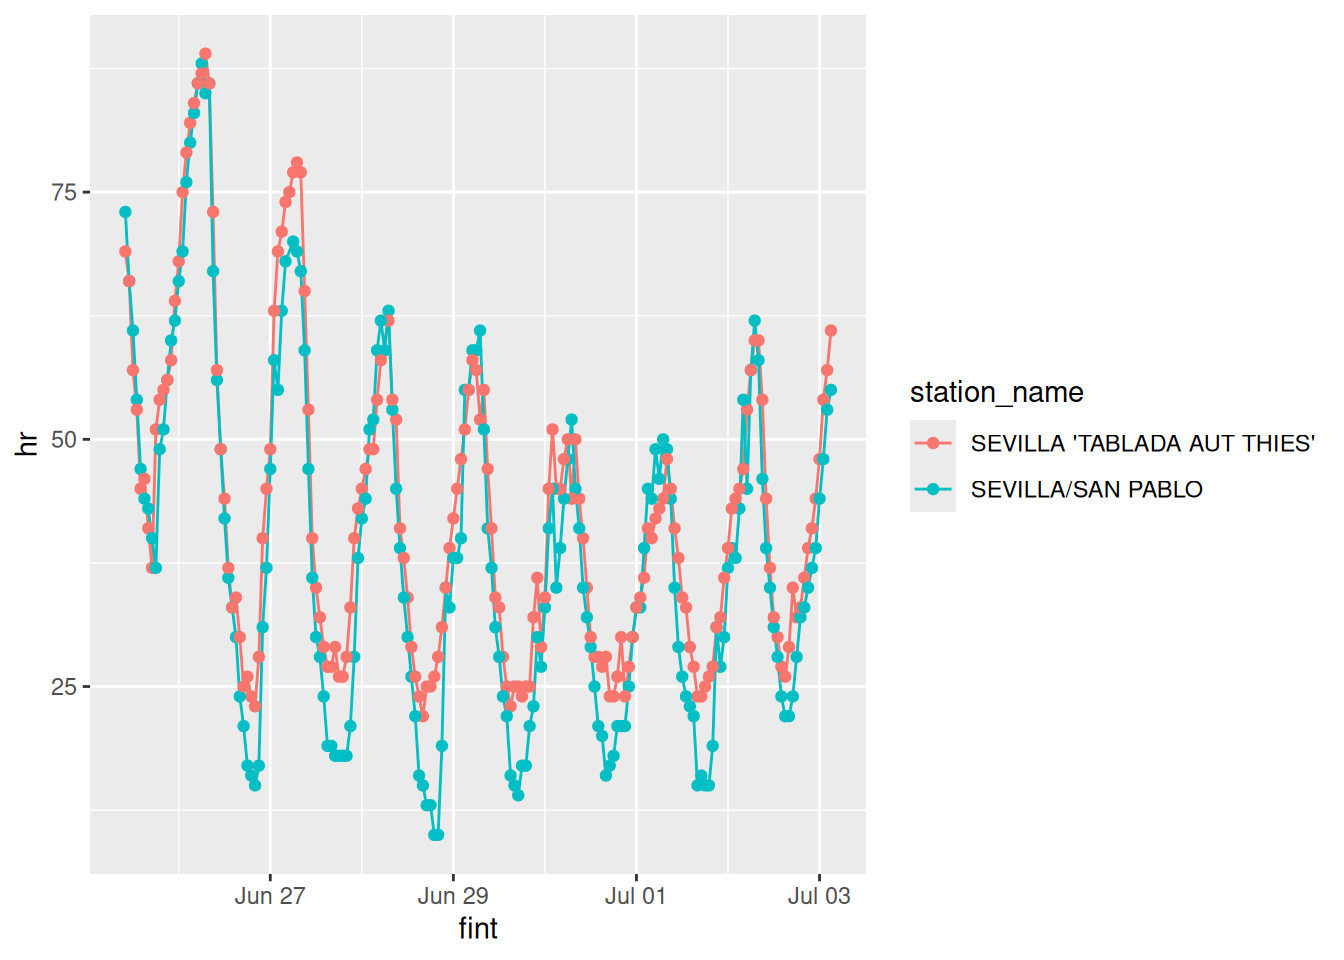 75
50
25
hr
Jun 27
Jun 29
Jul 01
Jul 03
fint
station_name
SEVILLA 'TABLADA AUT THIES'
SEVILLA/SAN PABLO